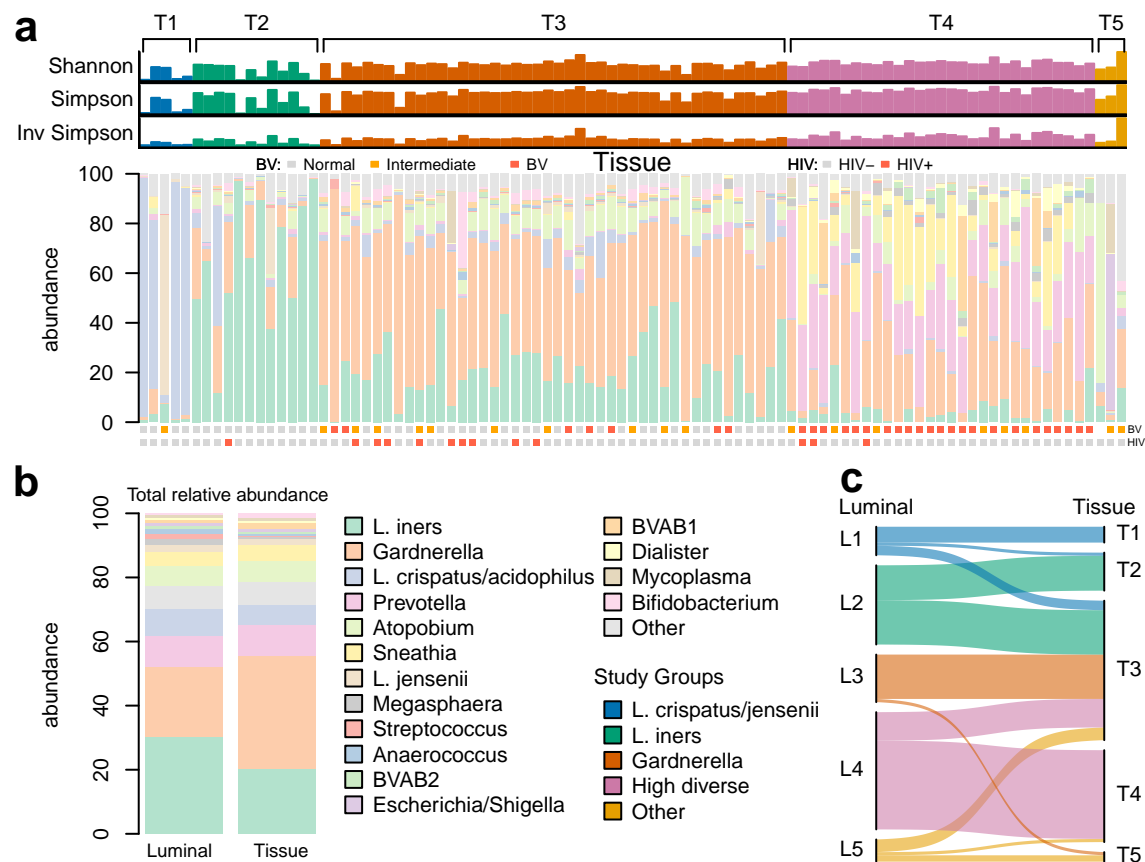 a
T1 T2 T3 T4 T5
Shannon
Simpson
Inv Simpson
BV: Normal Intermediate BV Tissue HIV: HIV− HIV+
100
80
60
40
20
0
abundance
BV
HIV
b
Total relative abundance
100
80
60
40
20
0
abundance
Luminal Tissue
L. iners
Gardnerella
L. crispatus/acidophilus
Prevotella
Atopobium
Sneathia
L. jensenii
Megasphaera
Streptococcus
Anaerococcus
BVAB2
Escherichia/Shigella
BVAB1
Dialister
Mycoplasma
Bifidobacterium
Other
Study Groups
L. crispatus/jensenii
L. iners
Gardnerella
High diverse
Other
c
Luminal Tissue
L1
L2
L3
L4
L5
T1
T2
T3
T4
T5